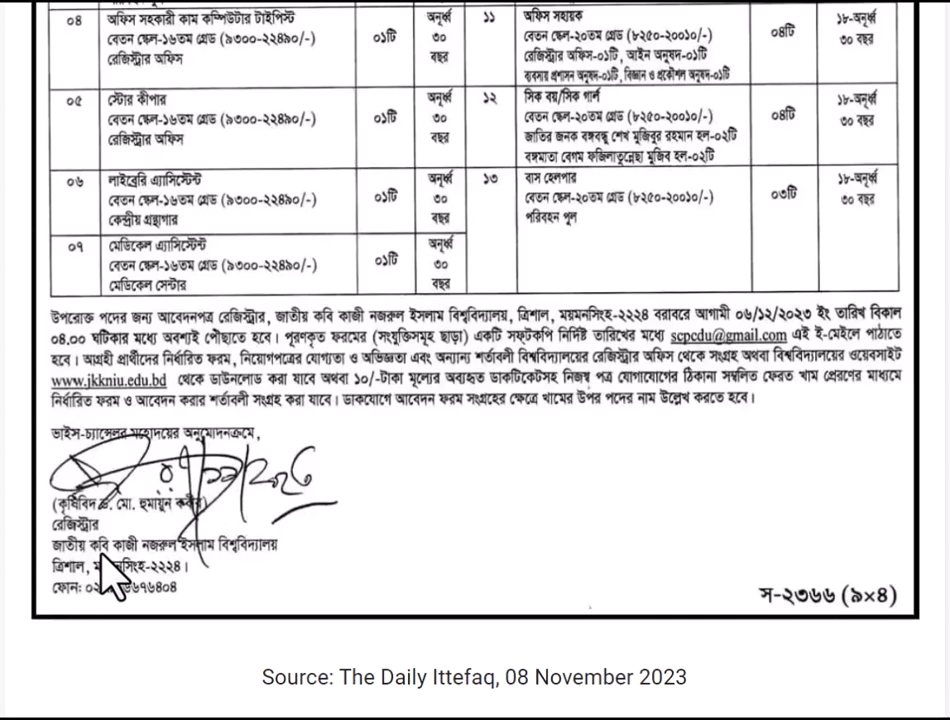 ০৪ অফিস সহকারী কাম কম্পিউটার টাইপিস্ট
বেতন স্কেল-১৬তম গ্রেড (৯৩০০-২২৪৯০/-)
রেজিস্ট্রার অফিস
০১টি
অনূর্ধ্ব
৩০
বছর
১১ অফিস সহায়ক
বেতন স্কেল-২০তম গ্রেড (৮২৫০-২০০১০/-)
রেজিস্ট্রার অফিস-০১টি, আইন অনুষদ-০১টি
ব্যবসায় প্রশাসন অনুষদ-০১টি, বিজ্ঞান ও প্রকৌশল অনুষদ-০১টি
০৪টি
১৮-অনূর্ধ্ব
৩০ বছর
০৫ স্টোর কীপার
বেতন স্কেল-১৬তম গ্রেড (৯৩০০-২২৪৯০/-)
রেজিস্ট্রার অফিস
০১টি
অনূর্ধ্ব
৩০
বছর
১২ সিক বয়/সিক গার্ল
বেতন স্কেল-২০তম গ্রেড (৮২৫০-২০০১০/-)
জাতির জনক বঙ্গবন্ধু শেখ মুজিবুর রহমান হল-০২টি
বঙ্গমাতা বেগম ফজিলাতুন্নেছা মুজিব হল-০২টি
০৪টি
১৮-অনূর্ধ্ব
৩০ বছর
০৬ লাইব্রেরি এ্যাসিস্টেন্ট
বেতন স্কেল-১৬তম গ্রেড (৯৩০০-২২৪৯০/-)
কেন্দ্রীয় গ্রন্থাগার
০১টি
অনূর্ধ্ব
৩০
বছর
১৩ বাস হেলপার
বেতন স্কেল-২০তম গ্রেড (৮২৫০-২০০১০/-)
পরিবহন পুল
০৩টি
১৮-অনূর্ধ্ব
৩০ বছর
০৭ মেডিকেল এ্যাসিস্টেন্ট
বেতন স্কেল-১৬তম গ্রেড (৯৩০০-২২৪৯০/-)
মেডিকেল সেন্টার
০১টি
অনূর্ধ্ব
৩০
বছর
উপরোক্ত পদের জন্য আবেদনপত্র রেজিস্ট্রার, জাতীয় কবি কাজী নজরুল ইসলাম বিশ্ববিদ্যালয়, ত্রিশাল, ময়মনসিংহ-২২২৪ বরাবরে আগামী ০৬/১২/২০২৩ ইং তারিখ বিকাল
০৪.০০ ঘটিকার মধ্যে অবশ্যই পৌছাতে হবে। পূরণকৃত ফরমের (সংযুক্তিসমূহ ছাড়া) একটি সফ্টকপি নির্দিষ্ট তারিখের মধ্যে scpcdu@gmail.com এই ই-মেইলে পাঠাতে
হবে। আগ্রহী প্রার্থীদের নির্ধারিত ফরম, নিয়োগপত্রের যোগ্যতা ও অভিজ্ঞতা এবং অন্যান্য শর্তাবলী বিশ্ববিদ্যালয়ের রেজিস্ট্রার অফিস থেকে সংগ্রহ অথবা বিশ্ববিদ্যালয়ের ওয়েবসাইট
www.jkkniu.edu.bd থেকে ডাউনলোড করা যাবে অথবা ১০/-টাকা মূল্যের অব্যহৃত ডাকটিকেটসহ নিজস্ব পত্র যোগাযোগের ঠিকানা সম্বলিত ফেরত খাম প্রেরণের মাধ্যমে
নির্ধারিত ফরম ও আবেদন করার শর্তাবলী সংগ্রহ করা যাবে। ডাকযোগে আবেদন ফরম সংগ্রহের ক্ষেত্রে খামের উপর পদের নাম উল্লেখ করতে হবে।
ভাইস-চ্যান্সেলর মহোদয়ের অনুমোদনক্রমে,
(কৃষিবিদ ড. মো. হুমায়ুন কবীর)
রেজিস্ট্রার
জাতীয় কবি কাজী নজরুল ইসলাম বিশ্ববিদ্যালয়
ত্রিশাল, ময়মনসিংহ-২২২৪।
ফোন: ০২
স-২৩৬৬ (৯×৪)
Source: The Daily Ittefaq, 08 November 2023